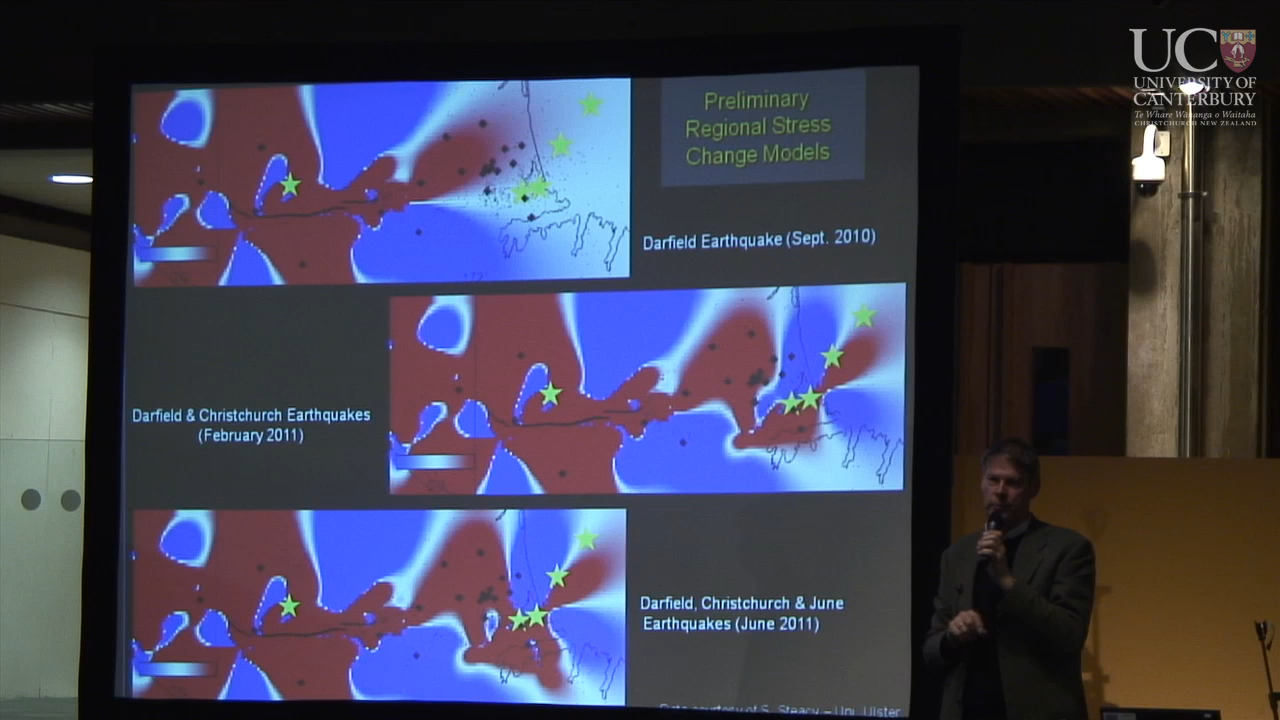 UC
UNIVERSITY OF
CANTERBURY
Te Whare Wānanga o Waitaha
CHRISTCHURCH NEW ZEALAND
Preliminary
Regional Stress
Change Models
Darfield Earthquake (Sept. 2010)
Darfield & Christchurch Earthquakes
(February 2011)
Darfield, Christchurch & June
Earthquakes (June 2011)
Data courtesy of S. Steacy – Uni. Ulster